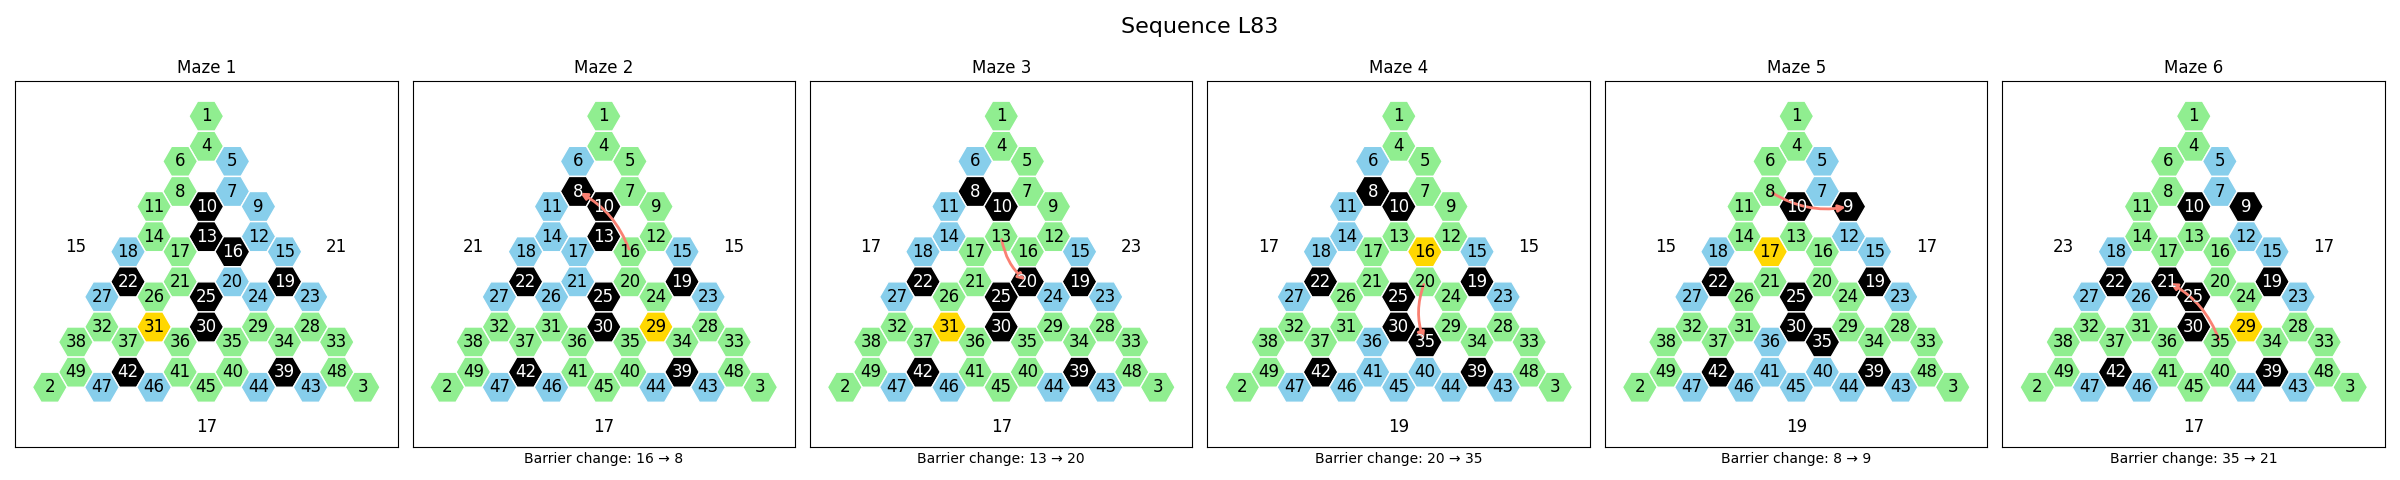 Sequence L83
Maze 1
1
4
6 5
8 7
11 10 9
13
14 12
15 18 17 16 15 21
22 21 20 19
27 26 25 24 23
32 31 30 29 28
38 37 36 35 34 33
49 42 41 40 39 48
2 47 46 45 44 43 3
17
Maze 2
1
4
6 5
8 7
11 10 9
14 13 12
21 18 17 16 15 15
22 21 20 19
27 26 25 24 23
32 31 30 29 28
38 37 36 35 34 33
49 42 41 40 39 48
2 47 46 45 44 43 3
17
Barrier change: 16 → 8
Maze 3
1
4
6 5
8 7
11 10 9
14 13 12
17 18 17 16 15 23
22 21 20 19
27 26 25 24 23
32 31 30 29 28
38 37 36 35 34 33
49 42 41 40 39 48
2 47 46 45 44 43 3
17
Barrier change: 13 → 20
Maze 4
1
4
6 5
8 7
11 10 9
14 13 12
17 18 17 16 15 15
22 21 20 19
27 26 25 24 23
32 31 30 29 28
38 37 36 35 34 33
49 42 41 40 39 48
2 47 46 45 44 43 3
19
Barrier change: 20 → 35
Maze 5
1
4
6 5
8 7
11 10 9
14 13 12
15 18 17 16 15 17
22 21 20 19
27 26 25 24 23
32 31 30 29 28
38 37 36 35 34 33
49 42 41 40 39 48
2 47 46 45 44 43 3
19
Barrier change: 8 → 9
Maze 6
1
4
6 5
8 7
11 10 9
14 13 12
23 18 17 16 15 17
22 21 20 19
27 26 25 24 23
32 31 30 29 28
38 37 36 35 34 33
49 42 41 40 39 48
2 47 46 45 44 43 3
17
Barrier change: 35 → 21